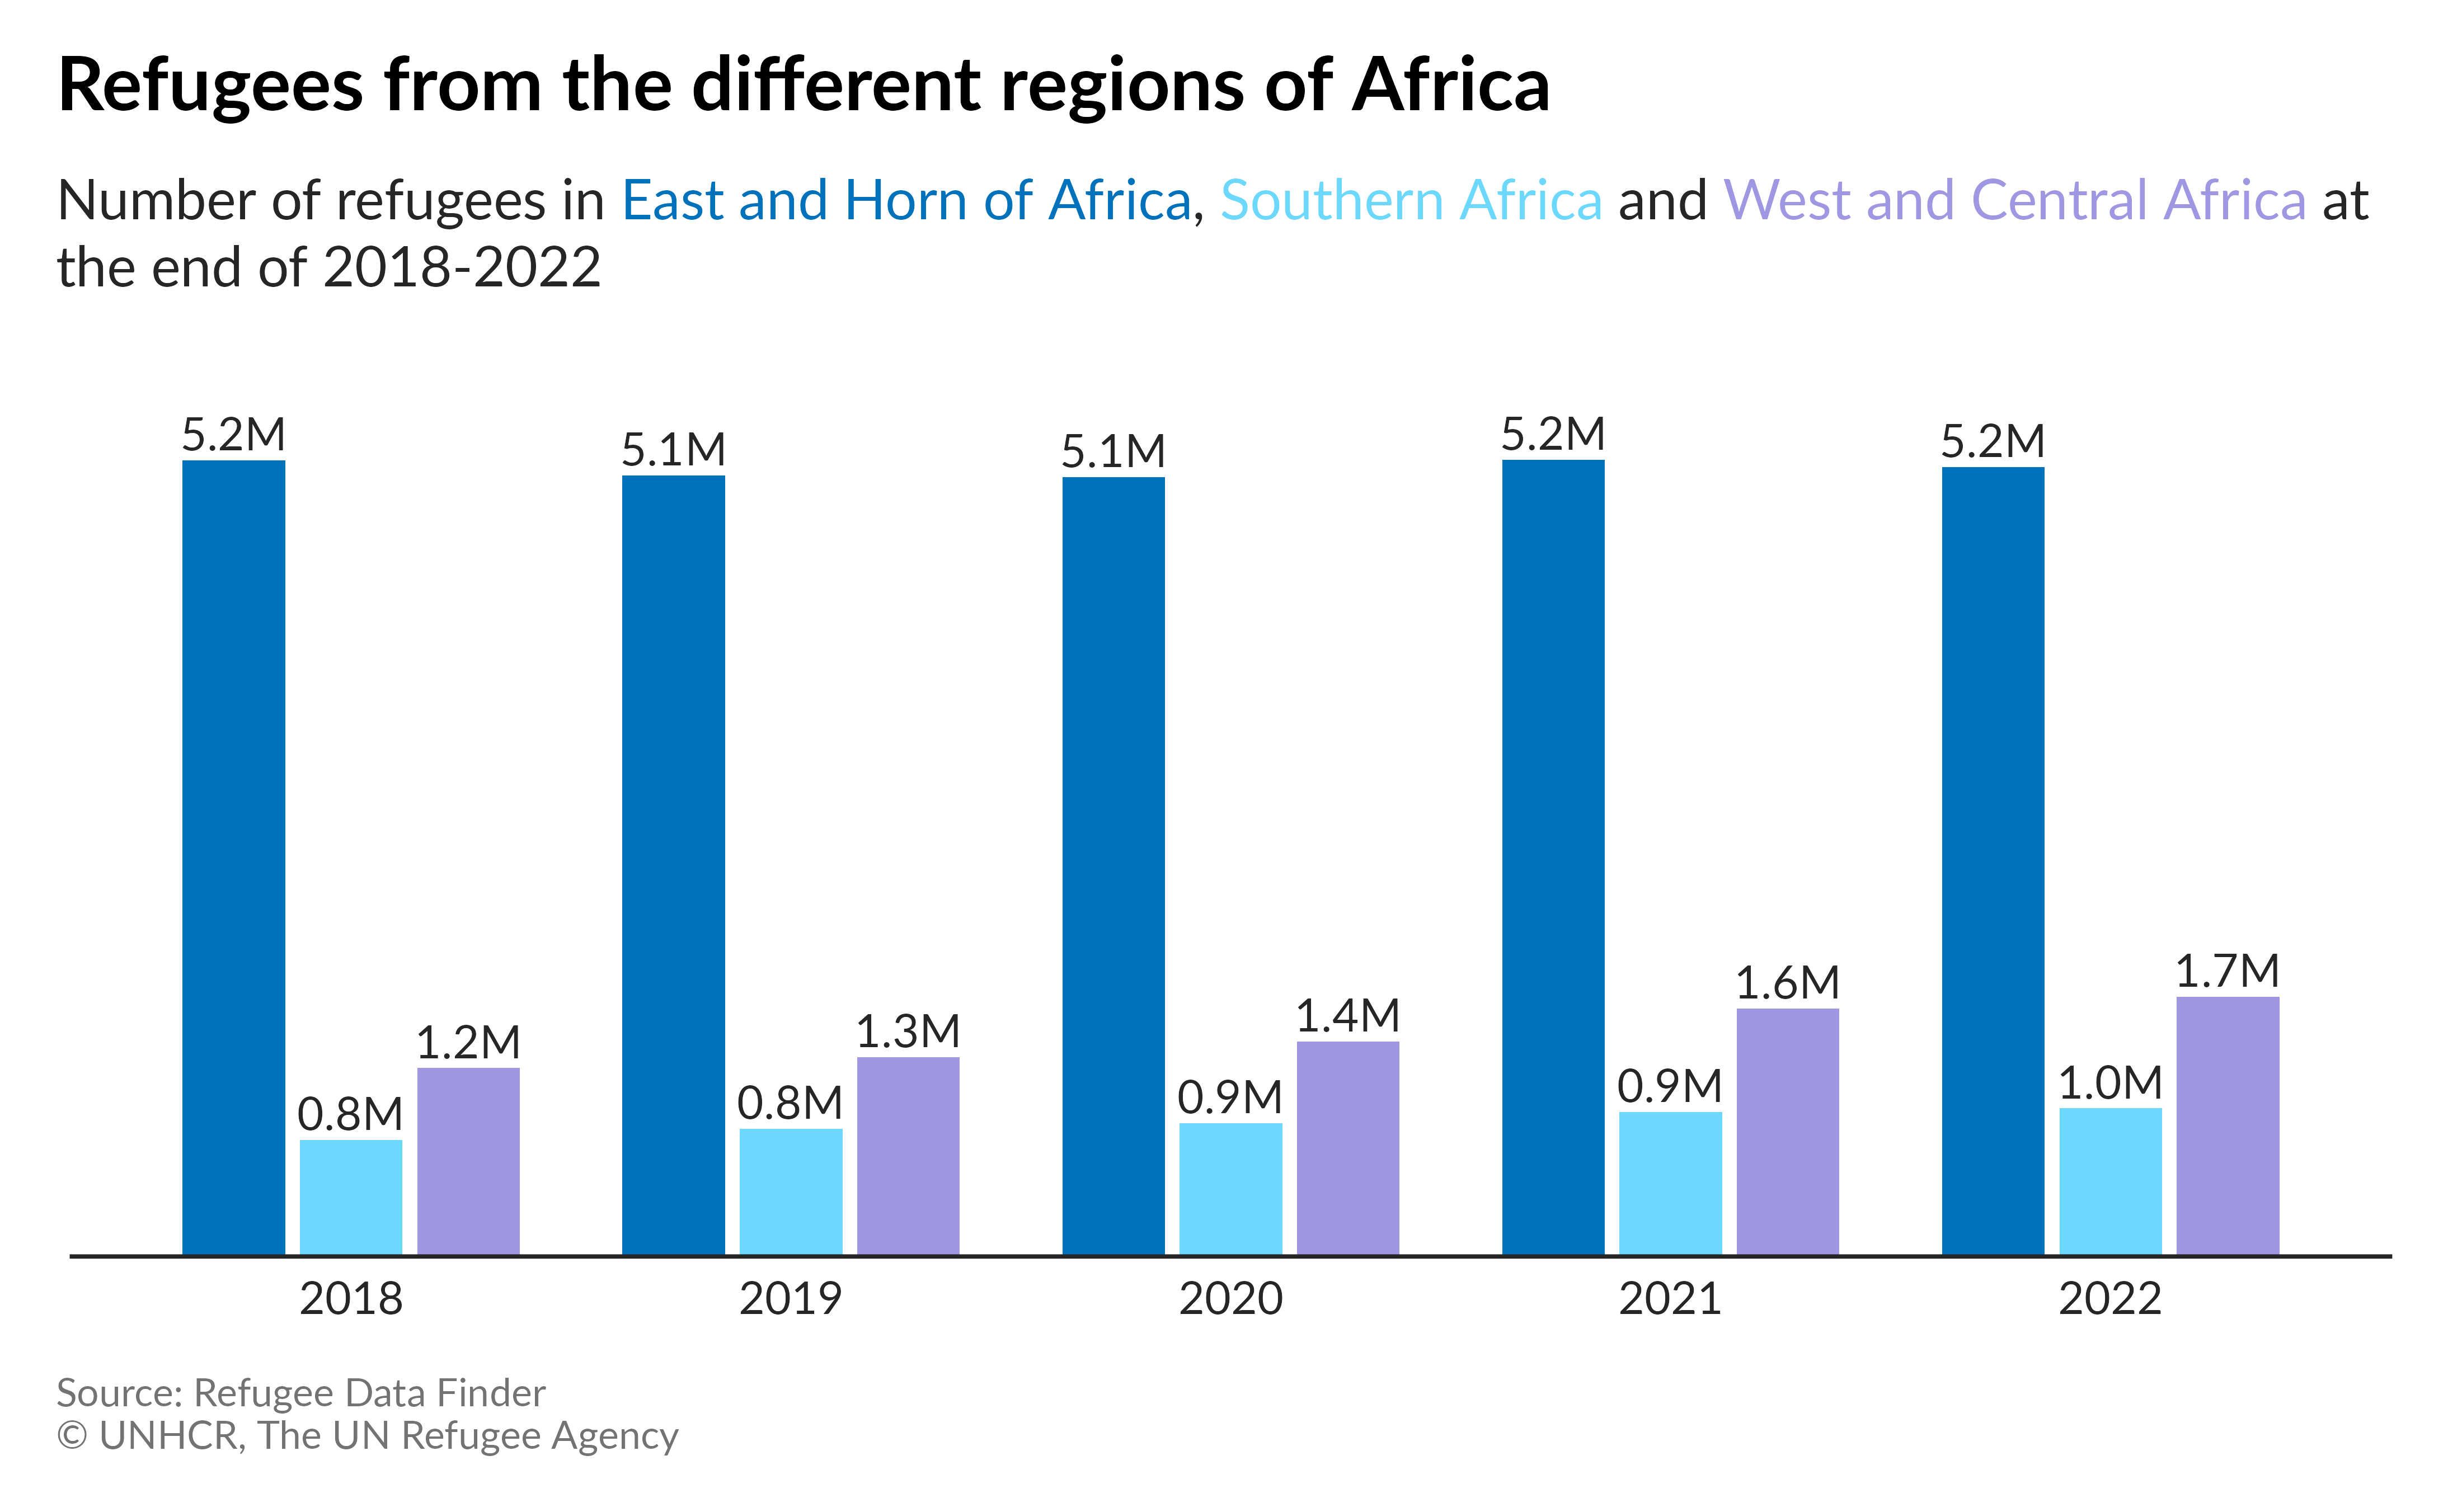 Refugees from the different regions of Africa
Number of refugees in East and Horn of Africa, Southern Africa and West and Central Africa at
the end of 2018-2022
5.2M
0.8M
1.2M
5.1M
0.8M
1.3M
5.1M
0.9M
1.4M
5.2M
0.9M
1.6M
5.2M
1.0M
1.7M
2018
2019
2020
2021
2022
Source: Refugee Data Finder
© UNHCR, The UN Refugee Agency